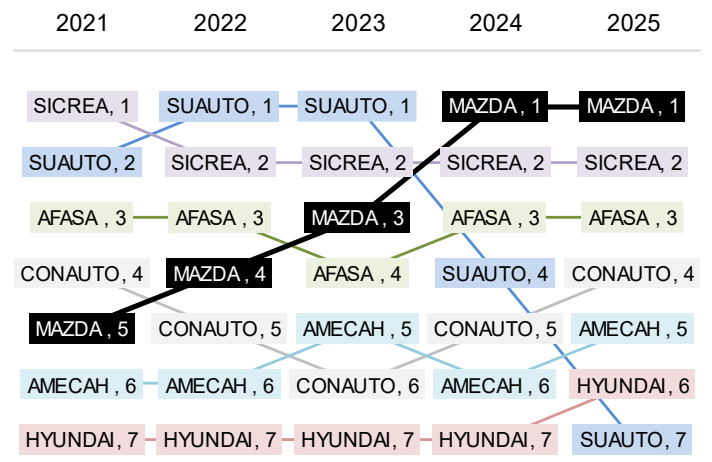 2021 2022 2023 2024 2025
SICREA, 1 SUAUTO, 1 SUAUTO, 1 MAZDA , 1 MAZDA , 1
SUAUTO, 2 SICREA, 2 SICREA, 2 SICREA, 2 SICREA, 2
AFASA , 3 AFASA , 3 MAZDA , 3 AFASA , 3 AFASA , 3
CONAUTO, 4 MAZDA , 4 AFASA , 4 SUAUTO, 4 CONAUTO, 4
MAZDA , 5 CONAUTO, 5 AMECAH , 5 CONAUTO, 5 AMECAH , 5
AMECAH , 6 AMECAH , 6 CONAUTO, 6 AMECAH , 6 HYUNDAI, 6
HYUNDAI, 7 HYUNDAI, 7 HYUNDAI, 7 HYUNDAI, 7 SUAUTO, 7